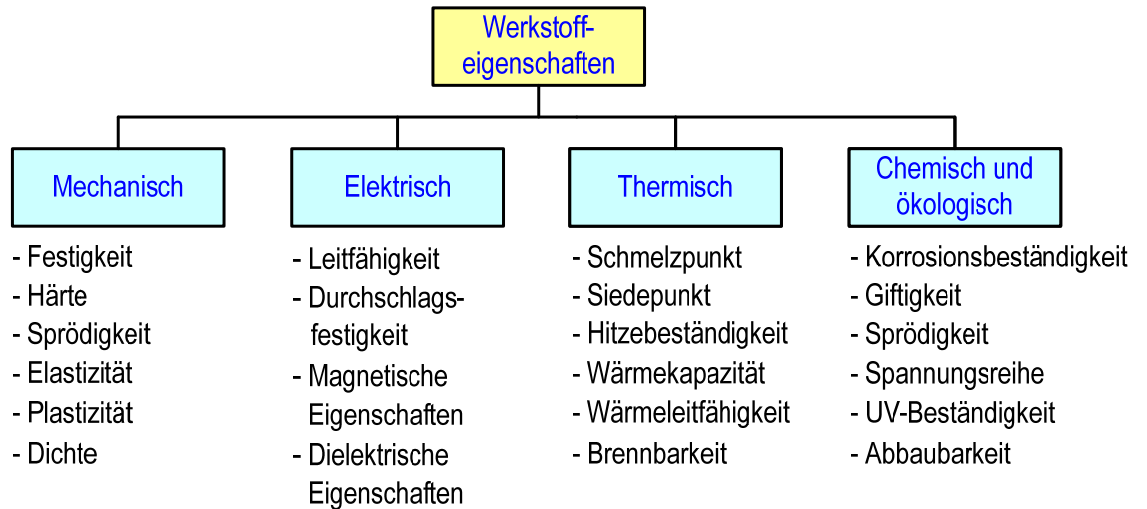 Werkstoff-
eigenschaften
Mechanisch
- Festigkeit
- Härte
- Sprödigkeit
- Elastizität
- Plastizität
- Dichte
Elektrisch
- Leitfähigkeit
- Durchschlags-
festigkeit
- Magnetische
Eigenschaften
- Dielektrische
Eigenschaften
Thermisch
- Schmelzpunkt
- Siedepunkt
- Hitzebeständigkeit
- Wärmekapazität
- Wärmeleitfähigkeit
- Brennbarkeit
Chemisch und
ökologisch
- Korrosionsbeständigkeit
- Giftigkeit
- Sprödigkeit
- Spannungsreihe
- UV-Beständigkeit
- Abbaubarkeit